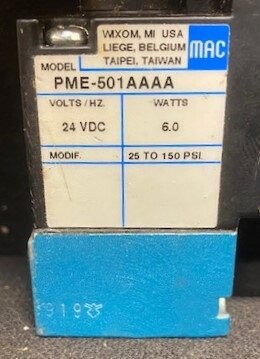 WIXOM, MI USA
LIEGE, BELGIUM
TAIPEI, TAIWAN
MAC
MODEL
PME-501AAAA
VOLTS/HZ. WATTS
24 VDC 6.0
MODIF. 25 TO 150 PSI
919